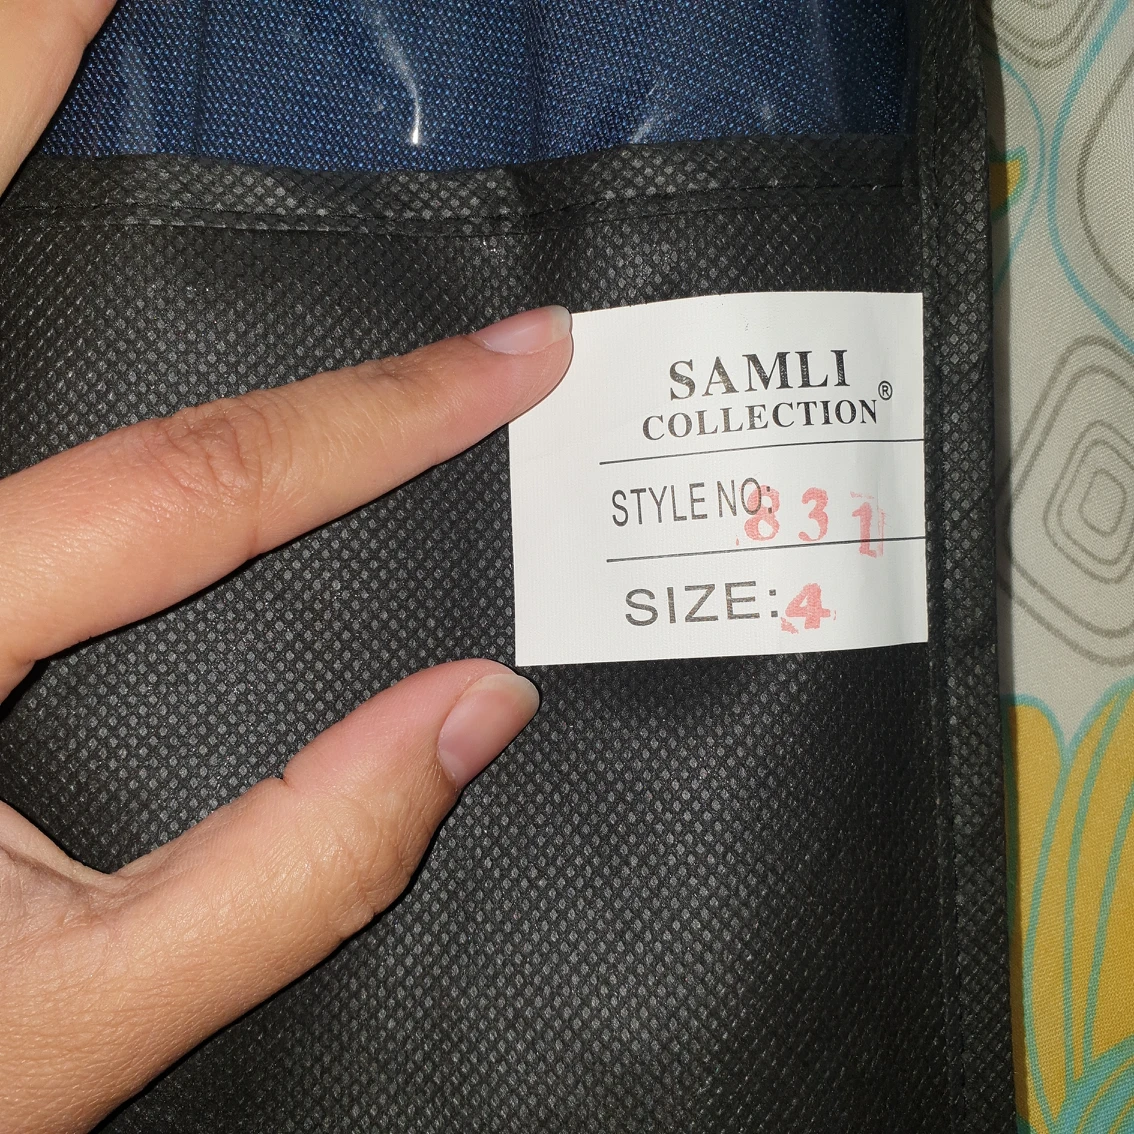 SAMLI
COLLECTION®
STYLE NO: 831
SIZE: 4